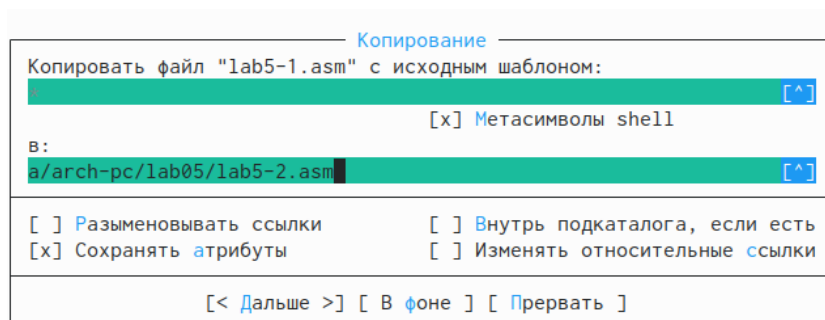 Копирование
Копировать файл "lab5-1.asm" с исходным шаблоном:
* [^]
[x] Метасимволы shell
в:
a/arch-pc/lab05/lab5-2.asm [^]
[ ] Разыменовывать ссылки [ ] Внутрь подкаталога, если есть
[x] Сохранять атрибуты [ ] Изменять относительные ссылки
[< Дальше >] [ В фоне ] [ Прервать ]